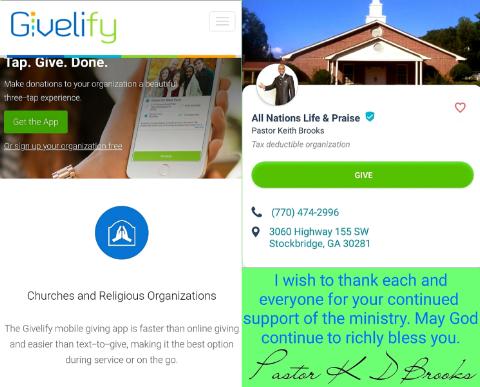 Givelify
Tap. Give. Done.
Make donations to your organization a beautiful
three-tap experience.
Get the App
Or sign up your organization free
Churches and Religious Organizations
The Givelify mobile giving app is faster than online giving
and easier than text-to-give, making it the best option
during service or on the go.
All Nations Life & Praise
Pastor Keith Brooks
Tax deductible organization
GIVE
(770) 474-2996
3060 Highway 155 SW
Stockbridge, GA 30281
I wish to thank each and
everyone for your continued
support of the ministry. May God
continue to richly bless you.
Pastor K D Brooks